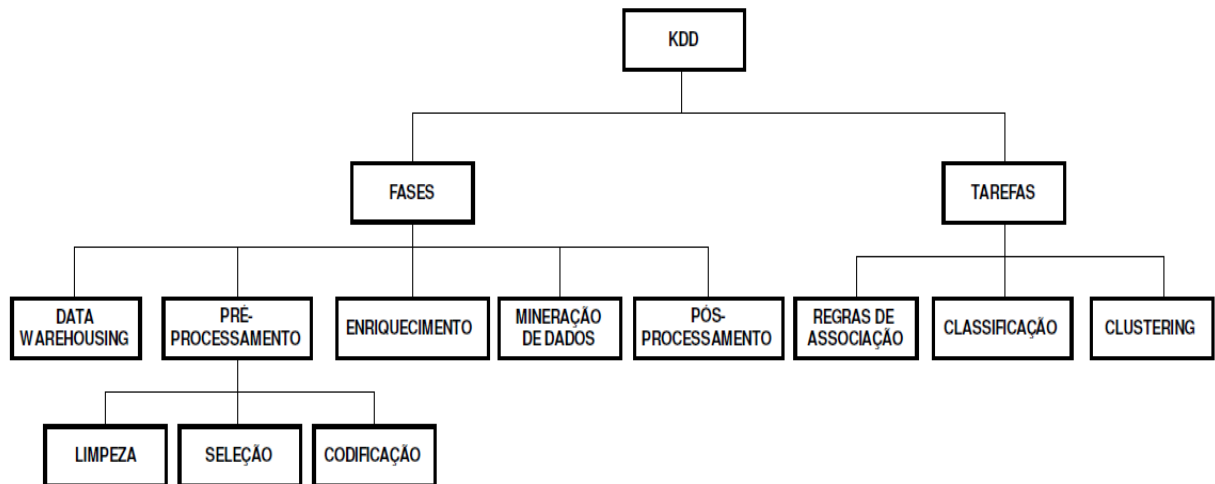 KDD
FASES
TAREFAS
DATA
WAREHOUSING
PRÉ-
PROCESSAMENTO
ENRIQUECIMENTO
MINERAÇÃO
DE DADOS
PÓS-
PROCESSAMENTO
REGRAS DE
ASSOCIAÇÃO
CLASSIFICAÇÃO
CLUSTERING
LIMPEZA
SELEÇÃO
CODIFICAÇÃO